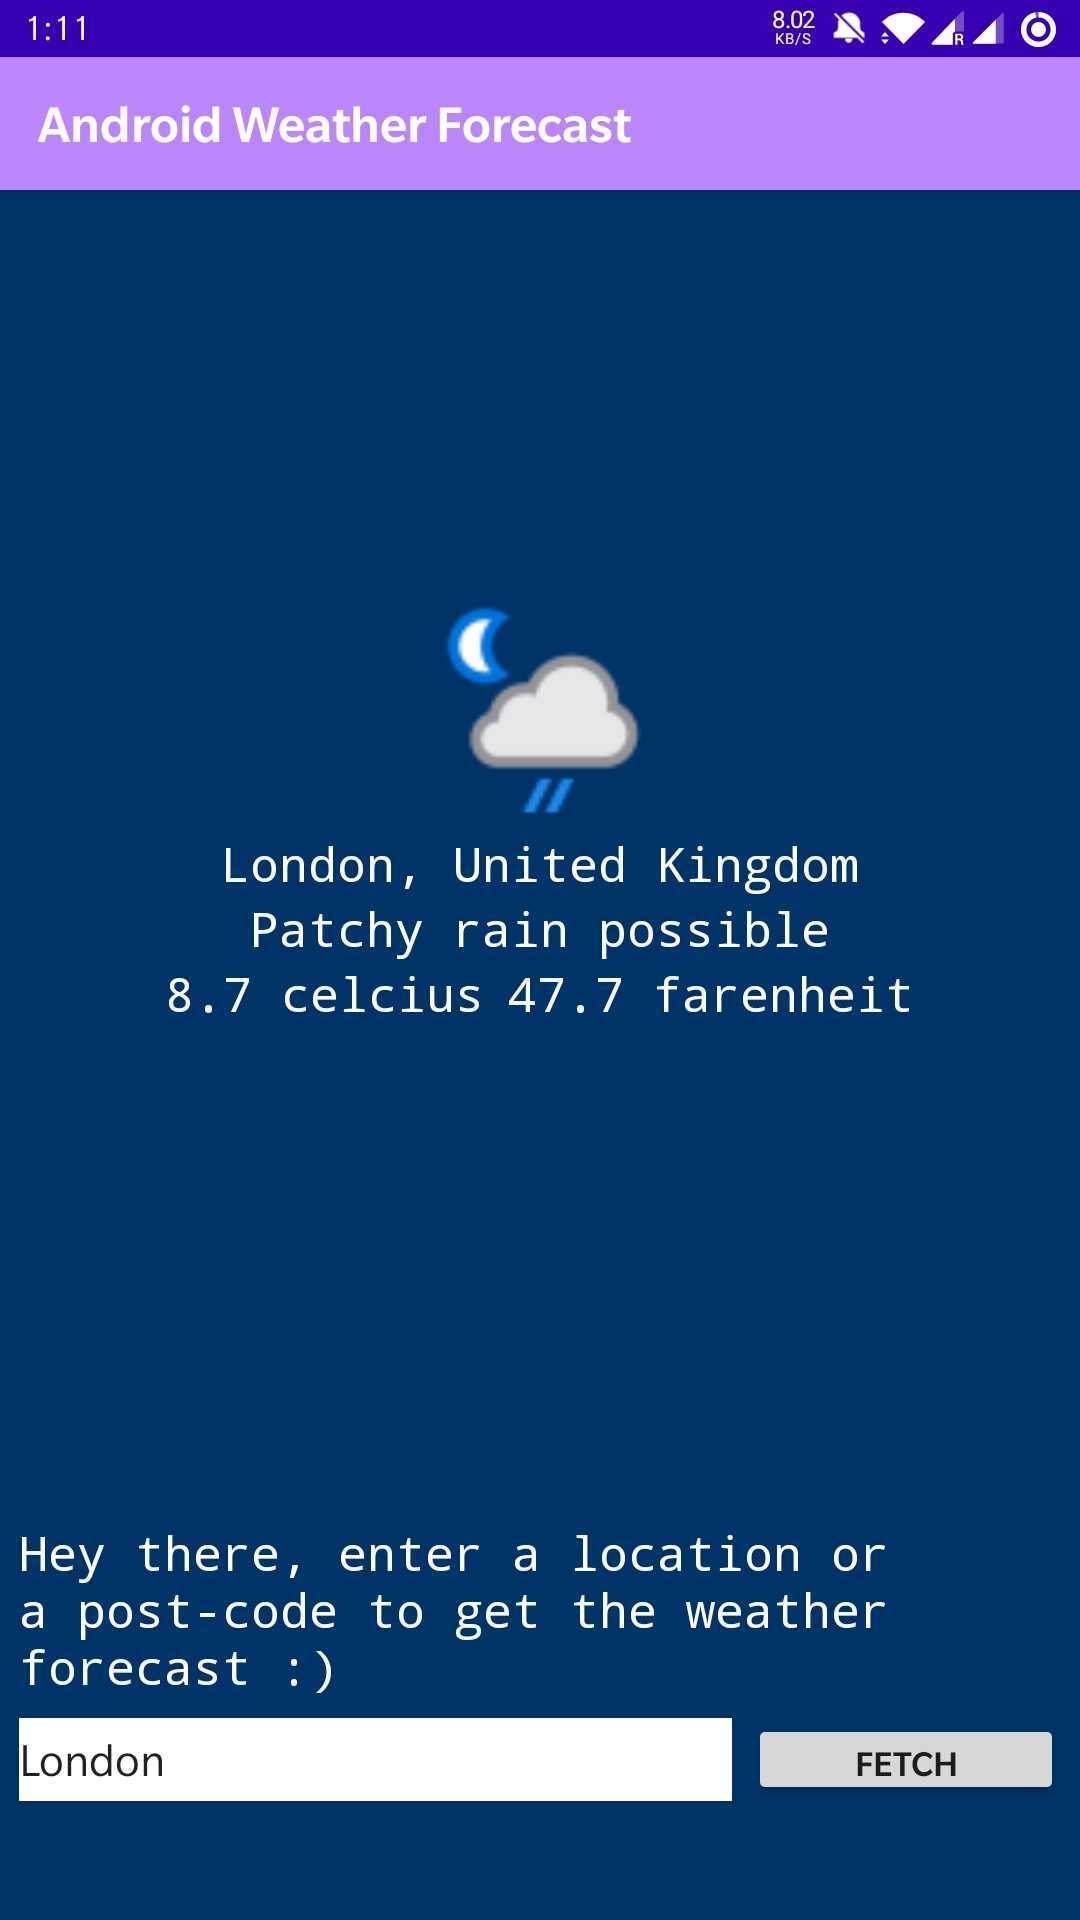 1:11
8.02
KB/S
R
Android Weather Forecast
London, United Kingdom
Patchy rain possible
8.7 celcius 47.7 farenheit
Hey there, enter a location or
a post-code to get the weather
forecast :)
London
FETCH